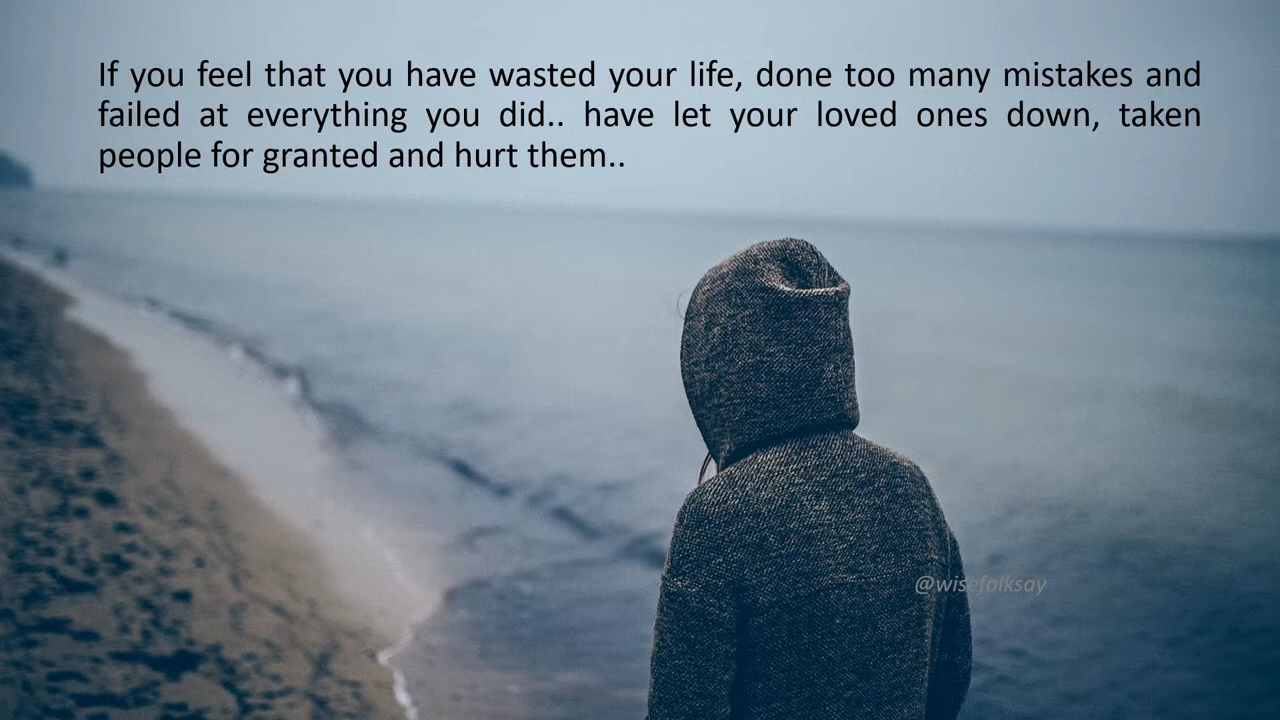 If you feel that you have wasted your life, done too many mistakes and
failed at everything you did.. have let your loved ones down, taken
people for granted and hurt them..
@wisefolksay